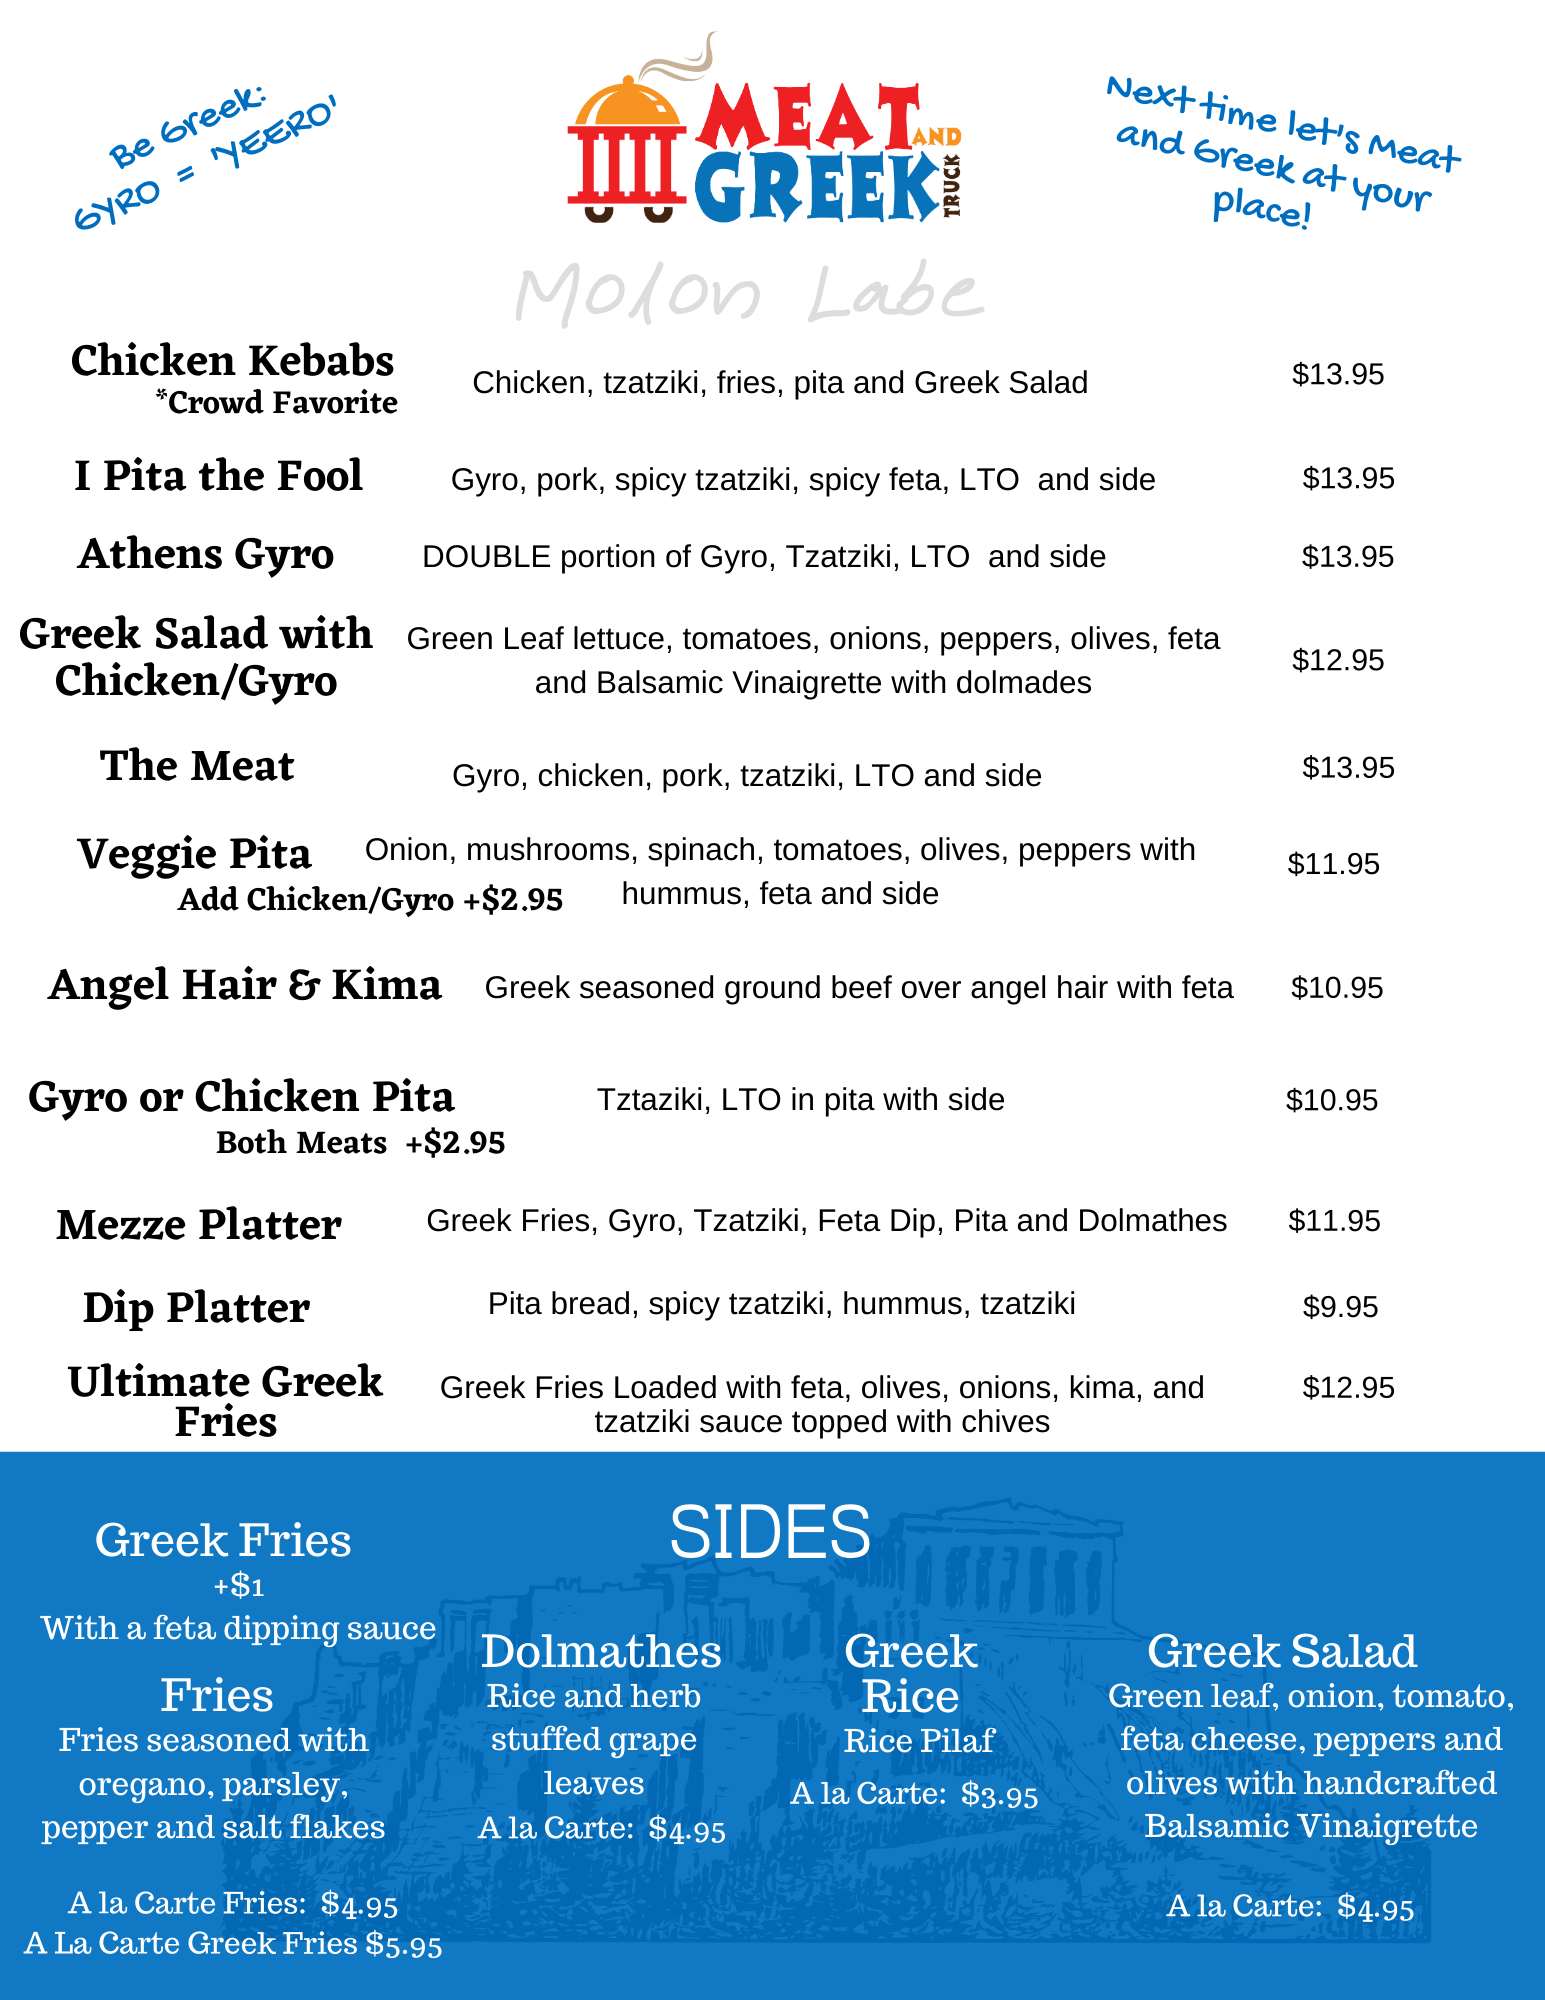 Be Greek:
GYRO = 'YEERO'
MEAT AND
GREEK
TRUCK
Next time let's Meat
and Greek at your
place!
Molon Labe
Chicken Kebabs
*Crowd Favorite
Chicken, tzatziki, fries, pita and Greek Salad
$13.95
I Pita the Fool
Gyro, pork, spicy tzatziki, spicy feta, LTO  and side
$13.95
Athens Gyro
DOUBLE portion of Gyro, Tzatziki, LTO  and side
$13.95
Greek Salad with
Chicken/Gyro
Green Leaf lettuce, tomatoes, onions, peppers, olives, feta
and Balsamic Vinaigrette with dolmades
$12.95
The Meat
Gyro, chicken, pork, tzatziki, LTO and side
$13.95
Veggie Pita
Add Chicken/Gyro +$2.95
Onion, mushrooms, spinach, tomatoes, olives, peppers with
hummus, feta and side
$11.95
Angel Hair & Kima
Greek seasoned ground beef over angel hair with feta
$10.95
Gyro or Chicken Pita
Both Meats  +$2.95
Tztaziki, LTO in pita with side
$10.95
Mezze Platter
Greek Fries, Gyro, Tzatziki, Feta Dip, Pita and Dolmathes
$11.95
Dip Platter
Pita bread, spicy tzatziki, hummus, tzatziki
$9.95
Ultimate Greek
Fries
Greek Fries Loaded with feta, olives, onions, kima, and
tzatziki sauce topped with chives
$12.95
SIDES
Greek Fries
+$1
With a feta dipping sauce
Fries
Fries seasoned with
oregano, parsley,
pepper and salt flakes
A la Carte Fries:  $4.95
A La Carte Greek Fries $5.95
Dolmathes
Rice and herb
stuffed grape
leaves
A la Carte:  $4.95
Greek
Rice
Rice Pilaf
A la Carte:  $3.95
Greek Salad
Green leaf, onion, tomato,
feta cheese, peppers and
olives with handcrafted
Balsamic Vinaigrette
A la Carte:  $4.95